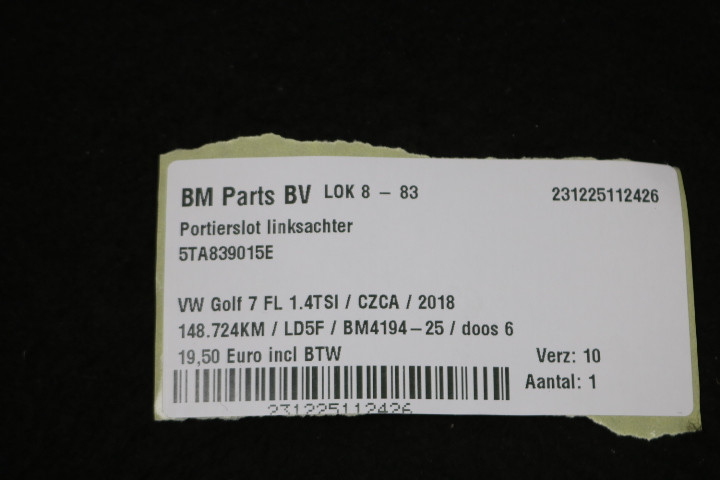 BM Parts BV LOK 8 - 83 231225112426
Portierslot linksachter
5TA839015E
VW Golf 7 FL 1.4TSI / CZCA / 2018
148.724KM / LD5F / BM4194-25 / doos 6
19,50 Euro incl BTW Verz: 10
Aantal: 1
231225112426